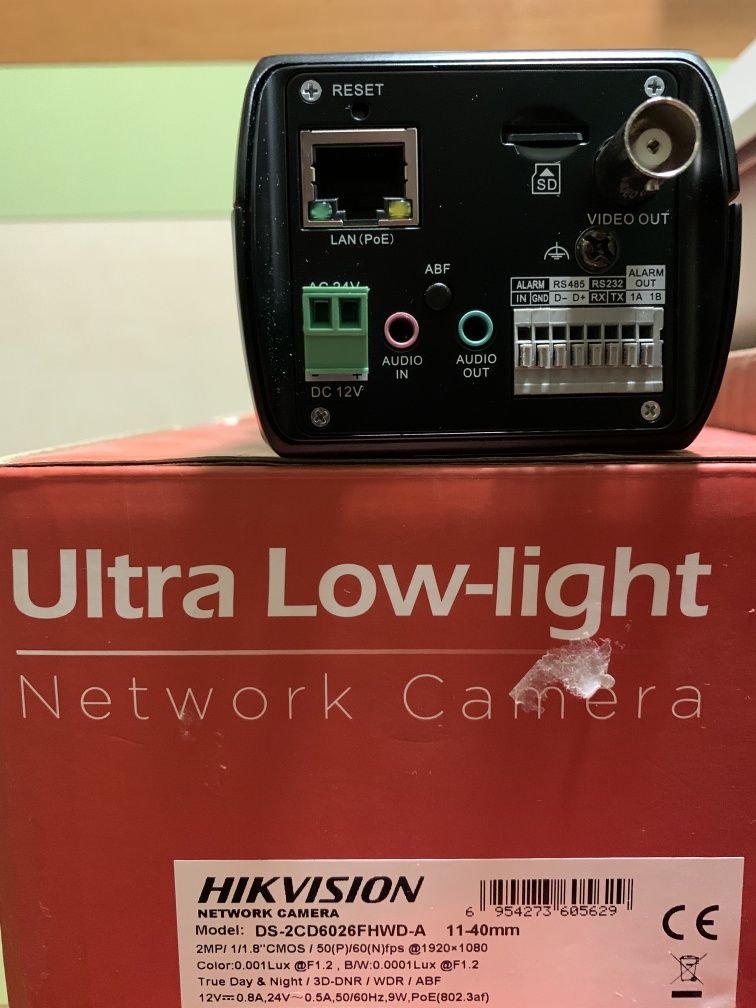 RESET
SD
LAN (PoE)
VIDEO OUT
ABF
AC 24V
ALARM RS485 RS232 ALARM OUT
IN GND D- D+ RX TX 1A 1B
AUDIO IN
AUDIO OUT
- +
DC 12V
Ultra Low-light
Network Camera
HIKVISION
NETWORK CAMERA
6 954273 605629
CE
Model: DS-2CD6026FHWD-A 11-40mm
2MP/ 1/1.8"CMOS / 50(P)/60(N)fps @1920×1080
Color:0.001Lux @F1.2 , B/W:0.0001Lux @F1.2
True Day & Night / 3D-DNR / WDR / ABF
12V⎓0.8A,24V～0.5A,50/60Hz,9W,PoE(802.3af)